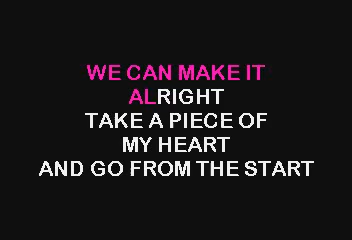 WE CAN MAKE IT
ALRIGHT
TAKE A PIECE OF
MY HEART
AND GO FROM THE START